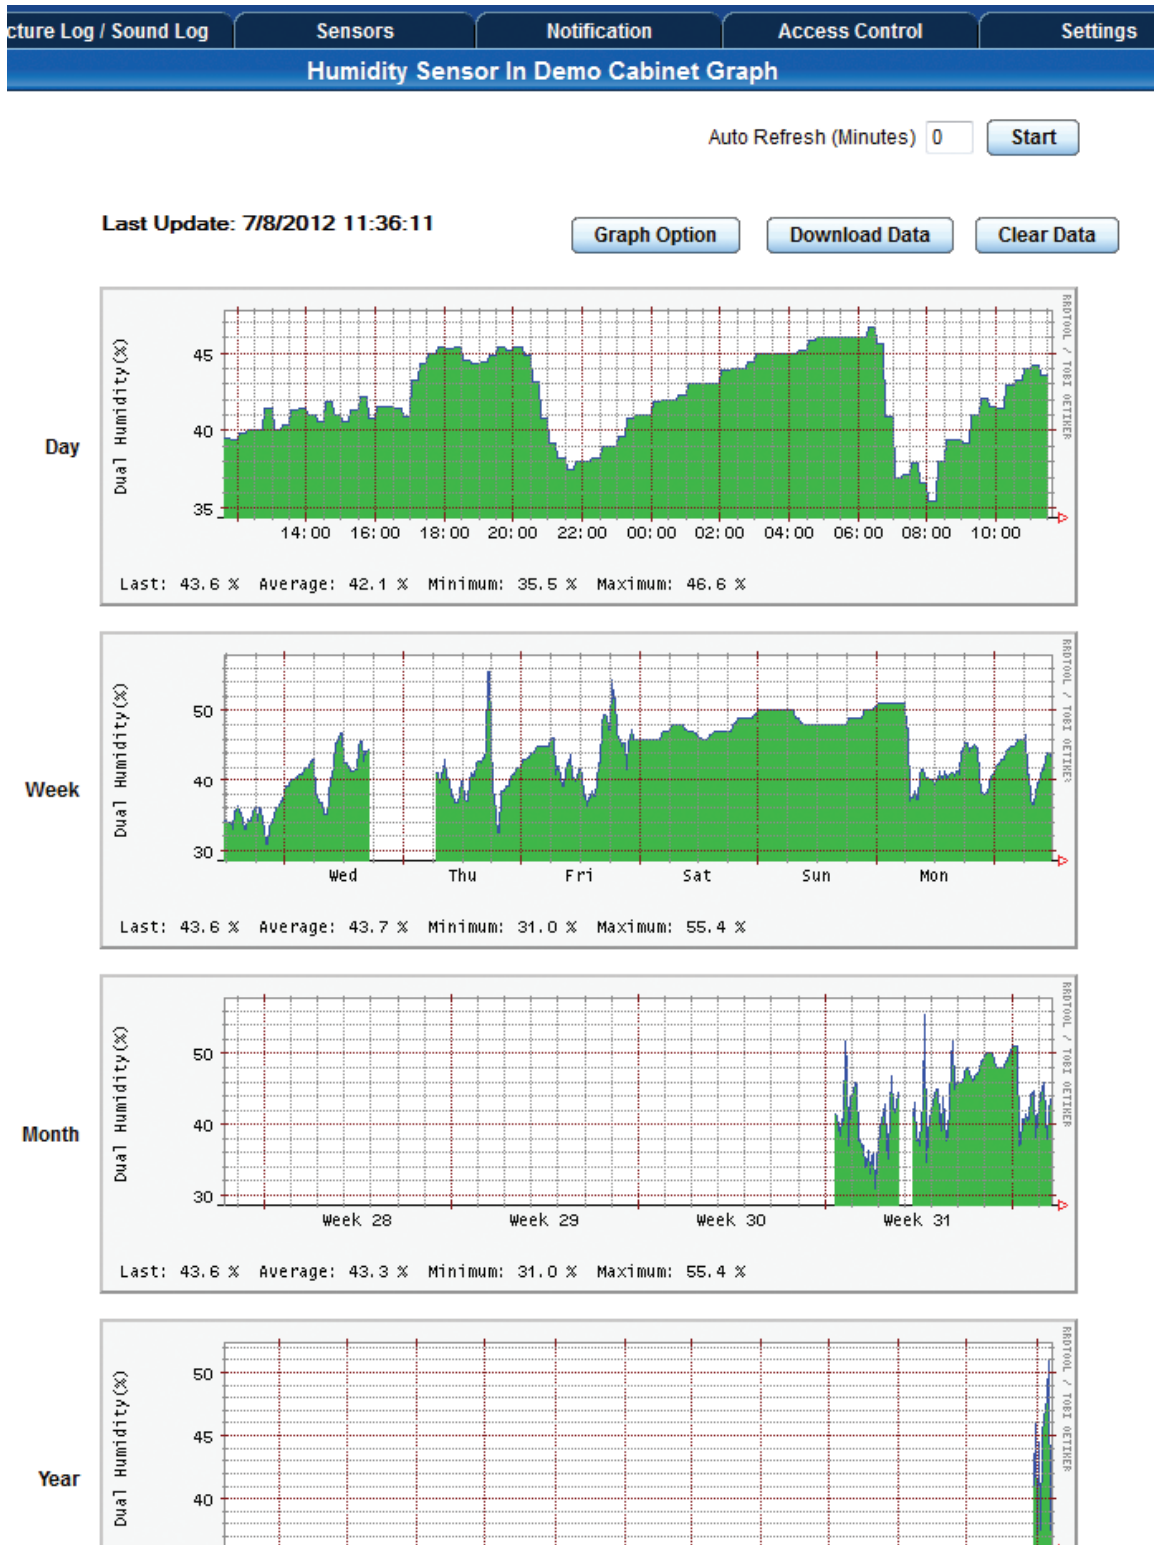 cture Log / Sound Log Sensors Notification Access Control Settings
Humidity Sensor In Demo Cabinet Graph
Auto Refresh (Minutes) 0 Start
Last Update: 7/8/2012 11:36:11 Graph Option Download Data Clear Data
Day
Dual Humidity(%)
45
40
35
14:00 16:00 18:00 20:00 22:00 00:00 02:00 04:00 06:00 08:00 10:00
Last: 43.6 % Average: 42.1 % Minimum: 35.5 % Maximum: 46.6 %
RRDTOOL / TOBI OETIKER
Week
Dual Humidity(%)
50
40
30
Wed Thu Fri Sat Sun Mon
Last: 43.6 % Average: 43.7 % Minimum: 31.0 % Maximum: 55.4 %
RRDTOOL / TOBI OETIKER
Month
Dual Humidity(%)
50
40
30
Week 28 Week 29 Week 30 Week 31
Last: 43.6 % Average: 43.3 % Minimum: 31.0 % Maximum: 55.4 %
RRDTOOL / TOBI OETIKER
Year
Dual Humidity(%)
50
45
40
RRDTOOL / TOBI OETIKER